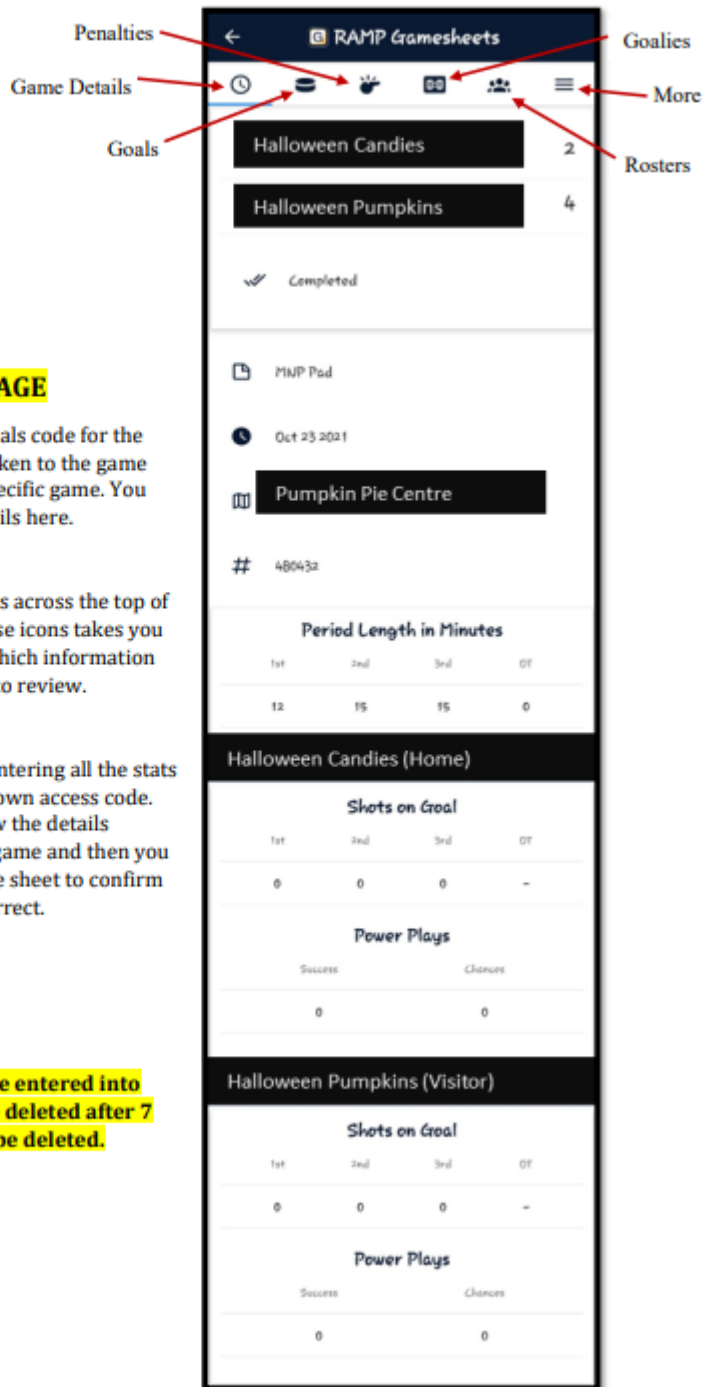 Penalties
Goalies
Game Details
More
Goals
Rosters
RAMP Gamesheets
Halloween Candies 2
Halloween Pumpkins 4
Completed
MNP Pad
Oct 23 2021
Pumpkin Pie Centre
# 480432
Period Length in Minutes
1st 2nd 3rd OT
12 15 15 0
Halloween Candies (Home)
Shots on Goal
1st 2nd 3rd OT
0 0 0 -
Power Plays
Success Chances
0 0
Halloween Pumpkins (Visitor)
Shots on Goal
1st 2nd 3rd OT
0 0 0 -
Power Plays
Success Chances
0 0
AGE
als code for the
ken to the game
ecific game. You
ils here.
s across the top of
se icons takes you
hich information
to review.
ntering all the stats
own access code.
w the details
game and then you
e sheet to confirm
rrect.
e entered into
deleted after 7
be deleted.